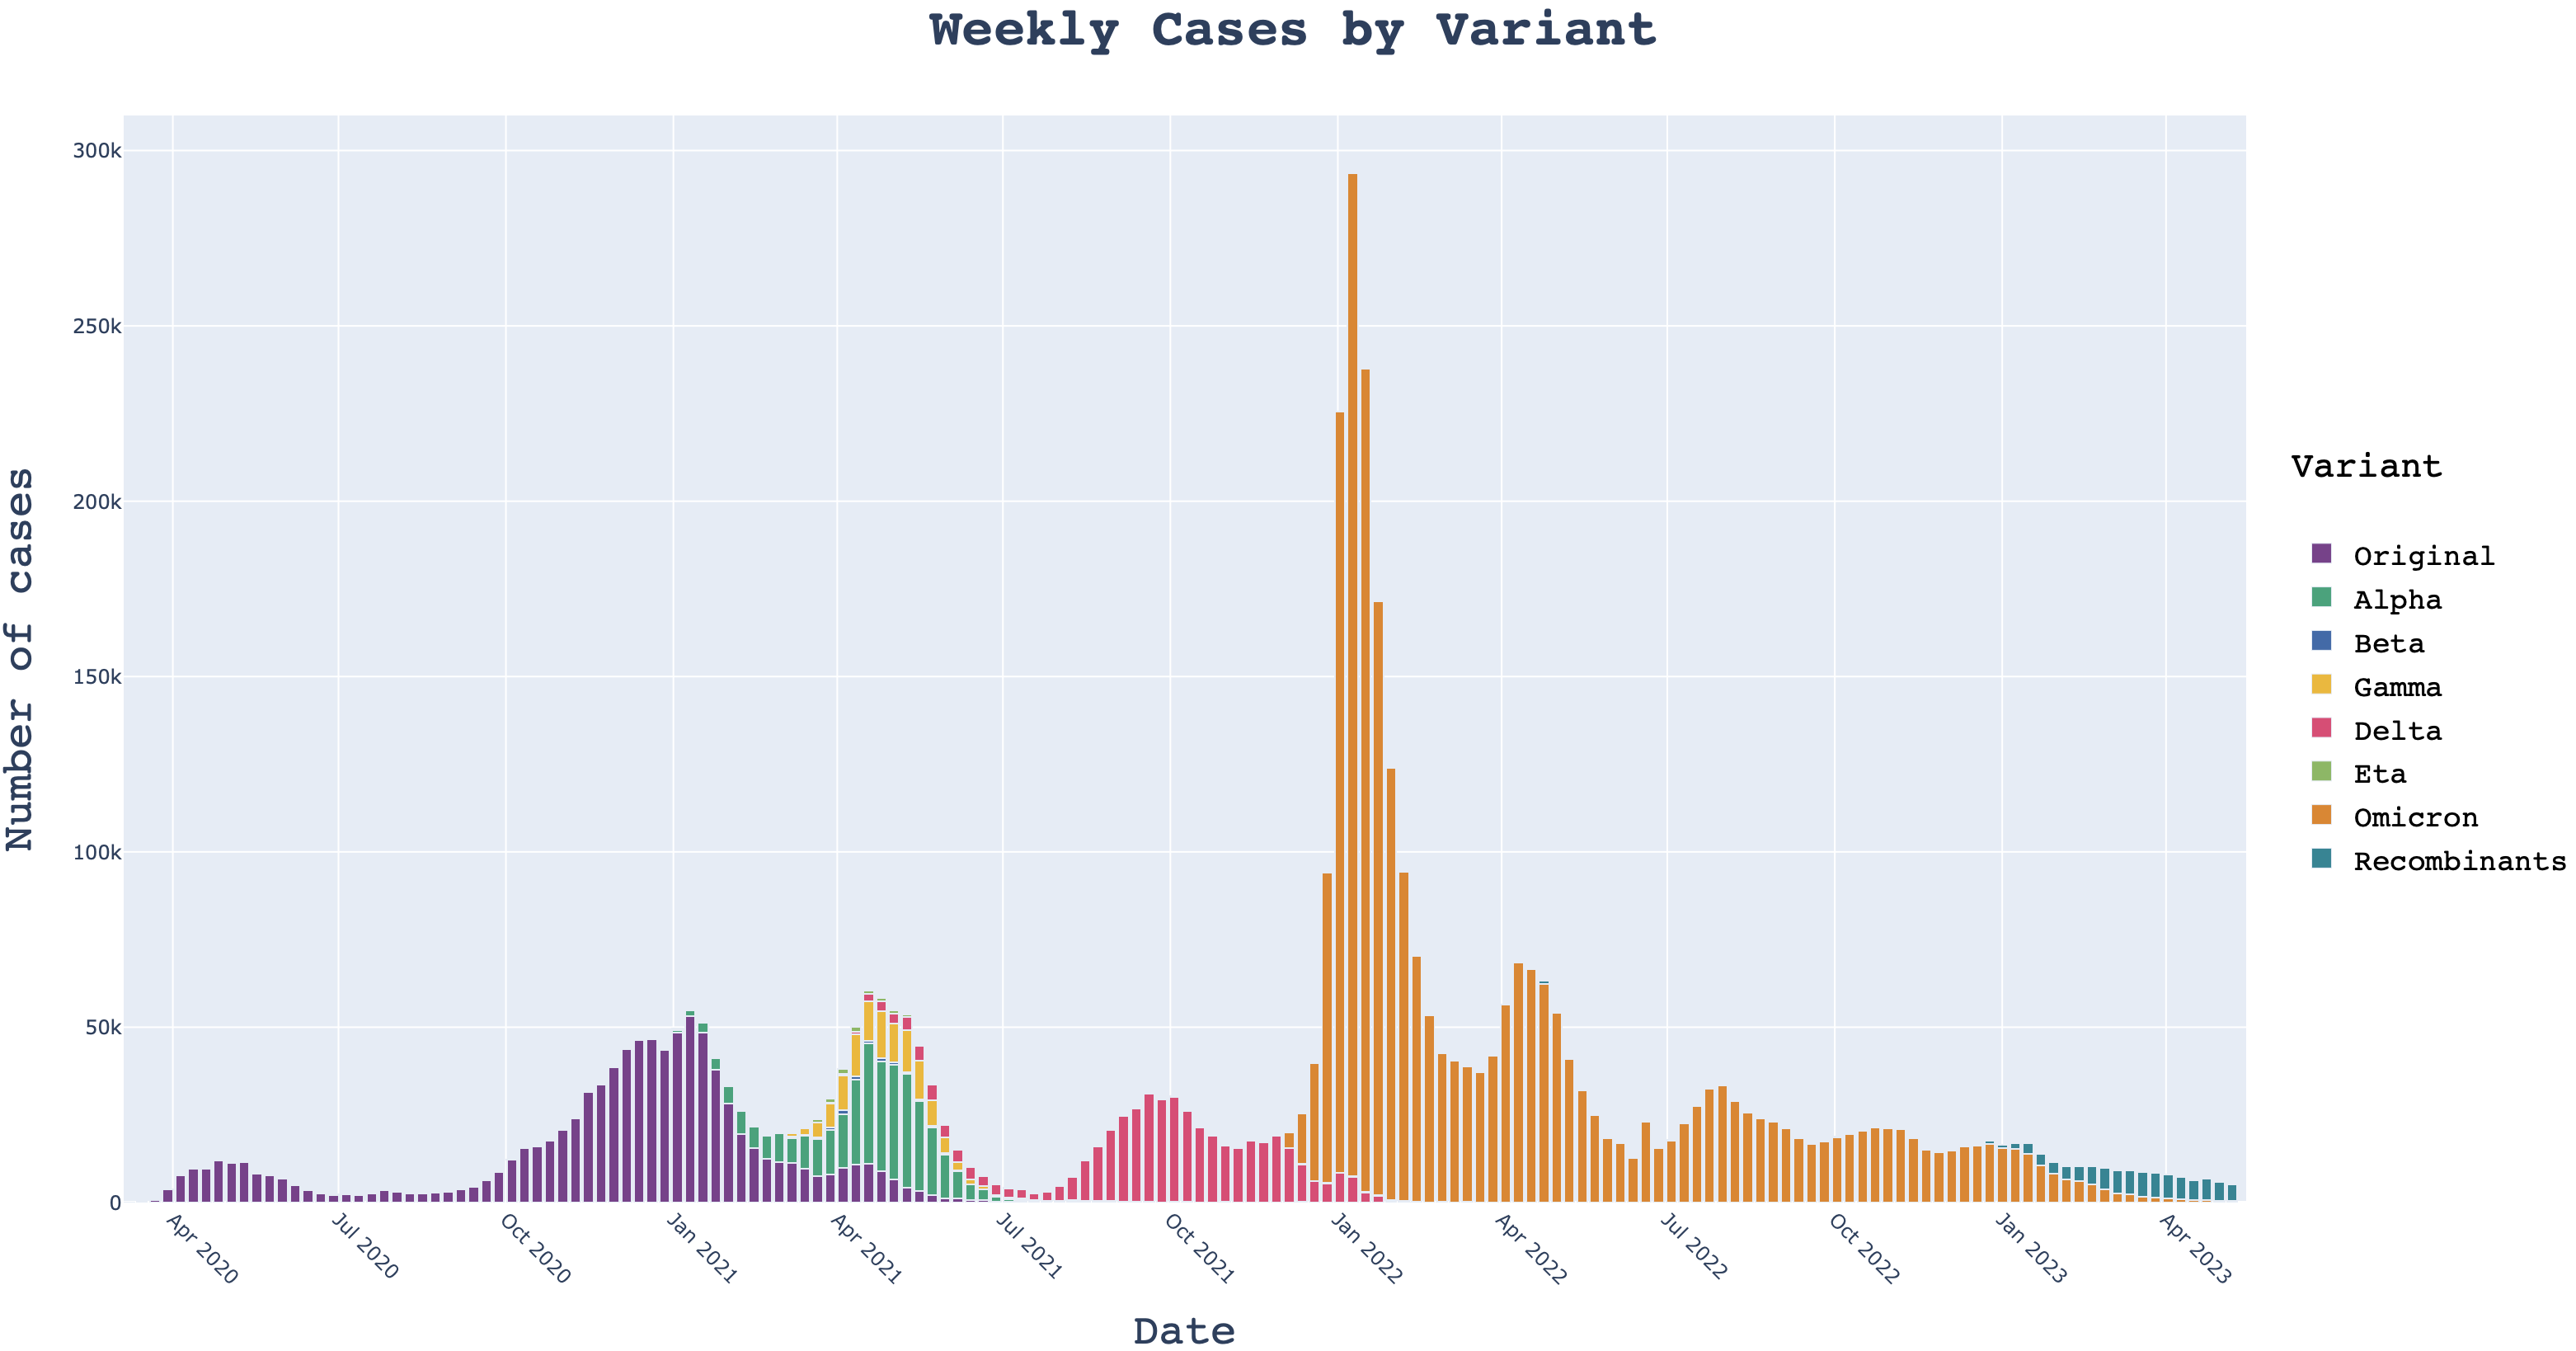 Weekly Cases by Variant
Number of cases
300k
250k
200k
150k
100k
50k
0
Apr 2020
Jul 2020
Oct 2020
Jan 2021
Apr 2021
Jul 2021
Oct 2021
Jan 2022
Apr 2022
Jul 2022
Oct 2022
Jan 2023
Apr 2023
Date
Variant
Original
Alpha
Beta
Gamma
Delta
Eta
Omicron
Recombinants